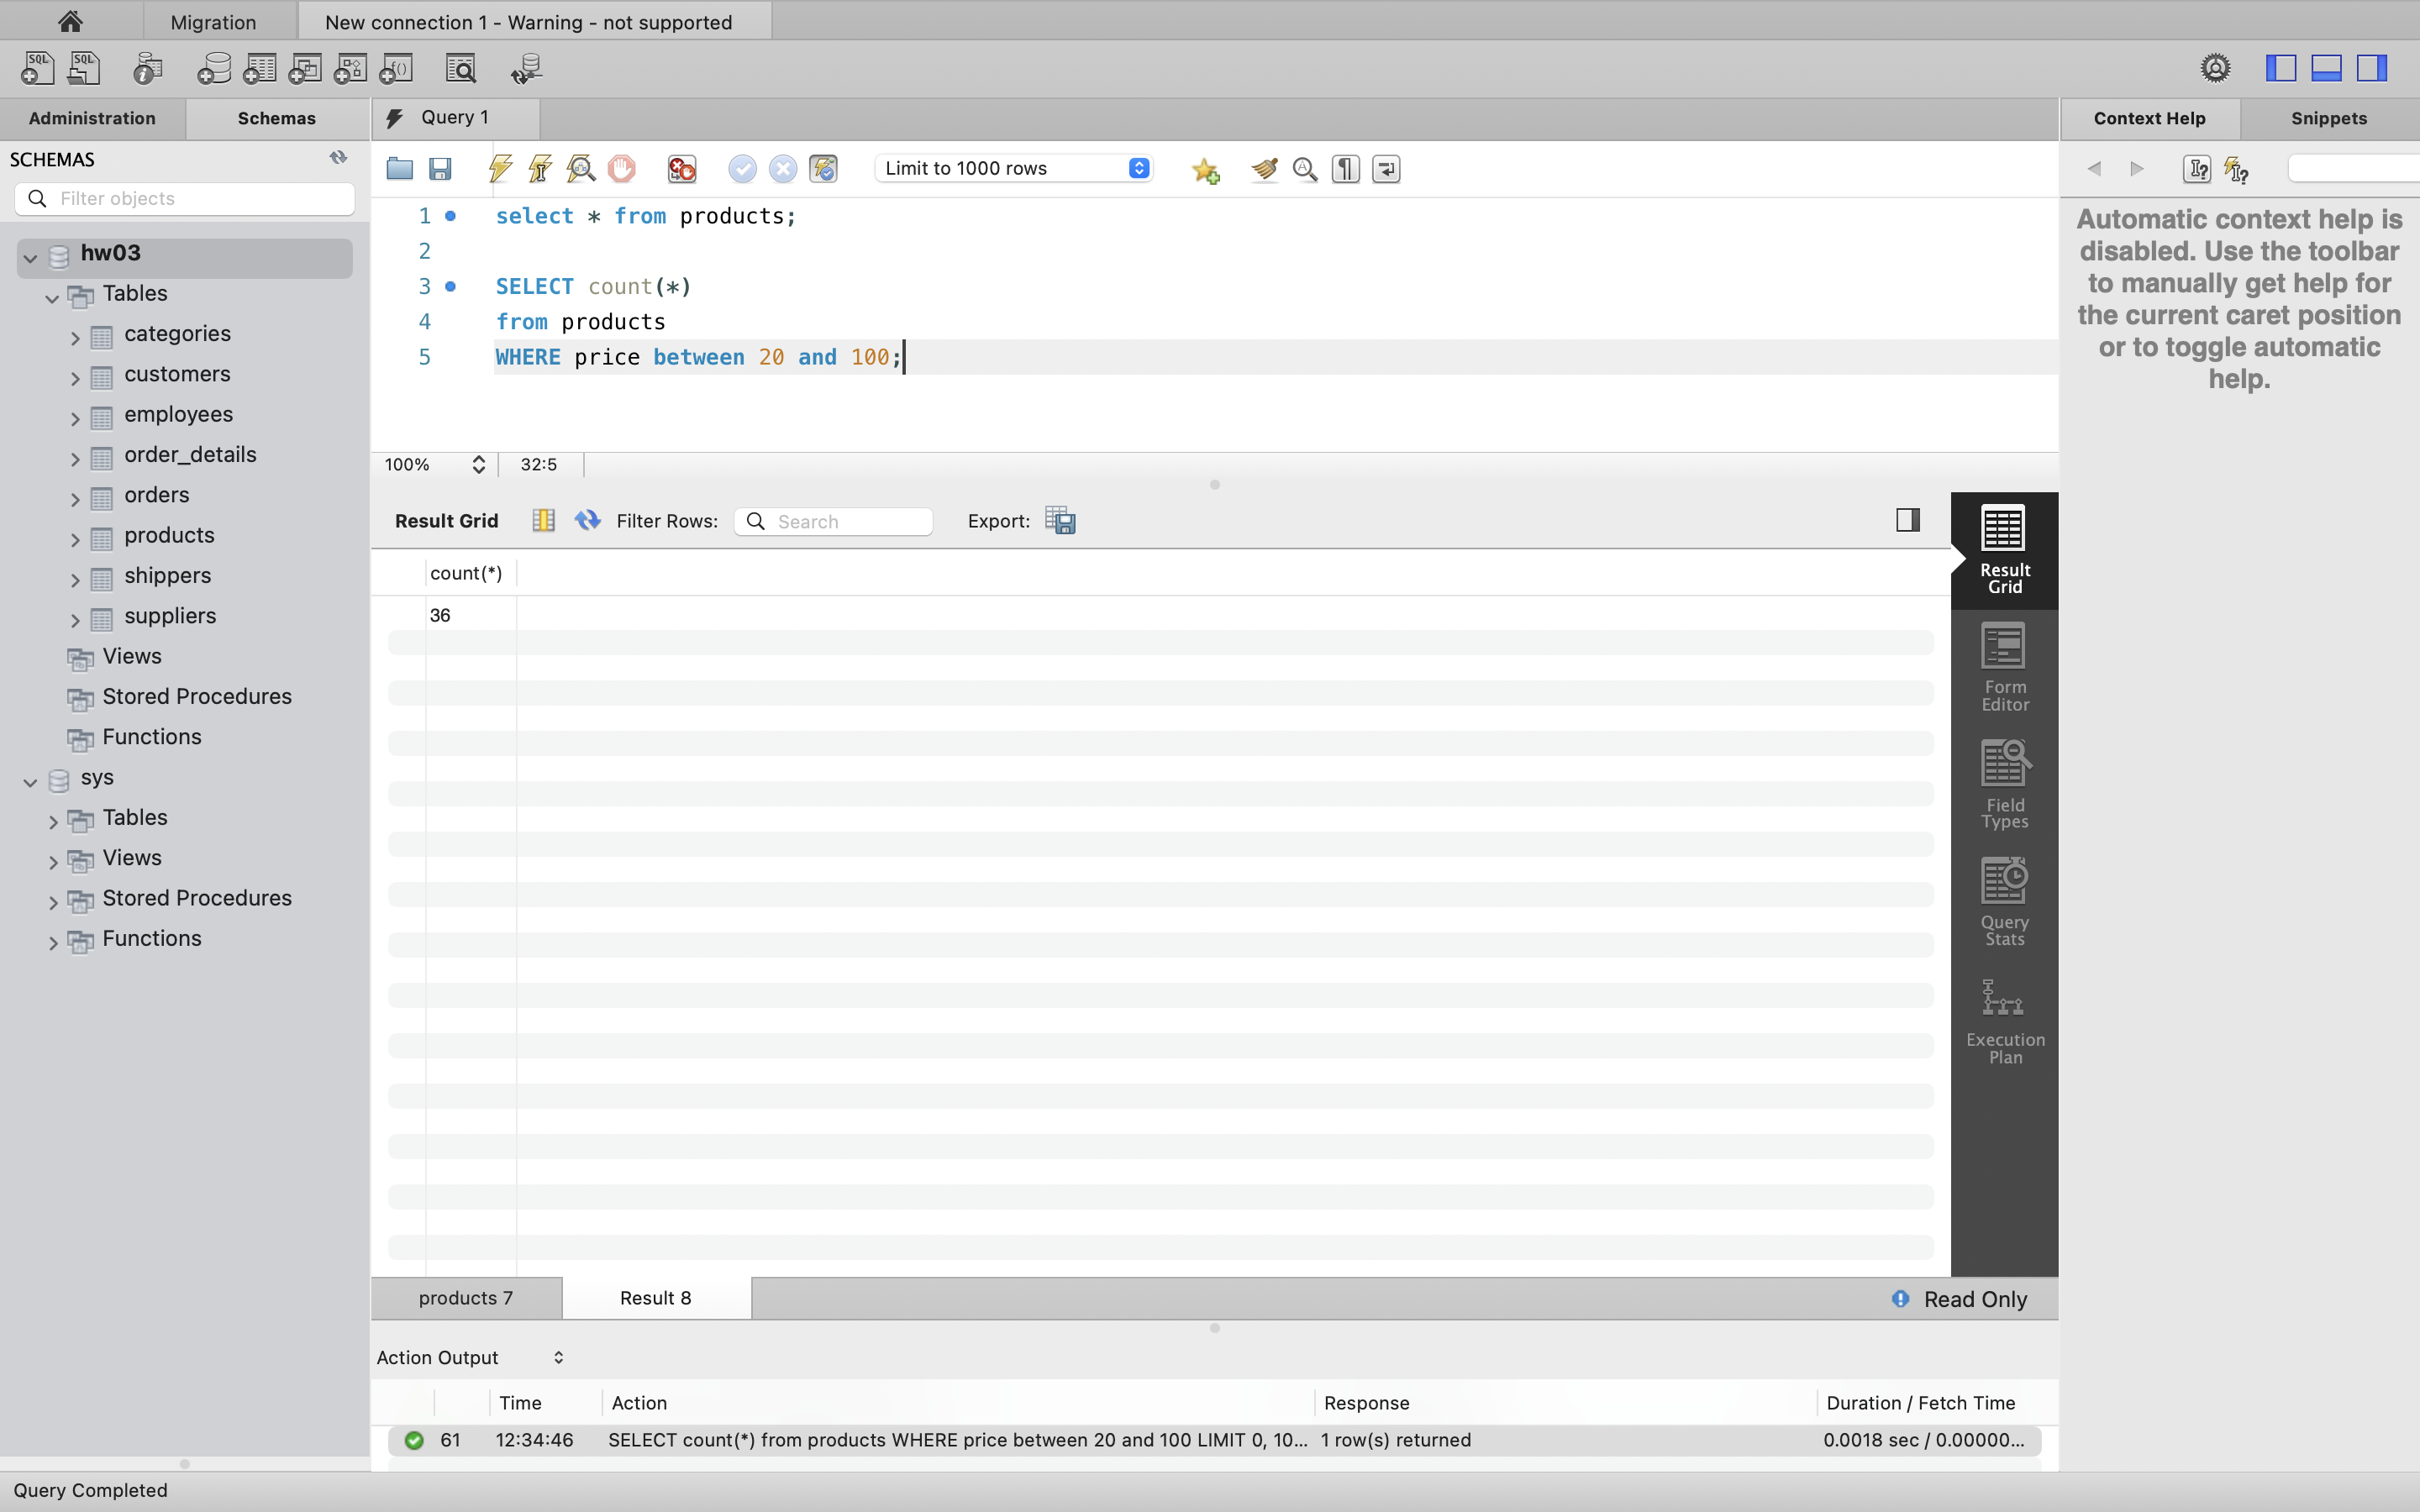 Migration
New connection 1 - Warning - not supported
SQL
SQL
Administration
Schemas
Query 1
Context Help
Snippets
SCHEMAS
Filter objects
Limit to 1000 rows
hw03
Tables
categories
customers
employees
order_details
orders
products
shippers
suppliers
Views
Stored Procedures
Functions
sys
Tables
Views
Stored Procedures
Functions
1 select * from products;
2
3 SELECT count(*)
4 from products
5 WHERE price between 20 and 100;
100%
32:5
Automatic context help is
disabled. Use the toolbar
to manually get help for
the current caret position
or to toggle automatic
help.
Result Grid
Filter Rows:
Search
Export:
count(*)
36
Result
Grid
Form
Editor
Field
Types
Query
Stats
Execution
Plan
products 7
Result 8
Read Only
Action Output
Time
Action
Response
Duration / Fetch Time
61 12:34:46 SELECT count(*) from products WHERE price between 20 and 100 LIMIT 0, 10... 1 row(s) returned 0.0018 sec / 0.00000...
Query Completed